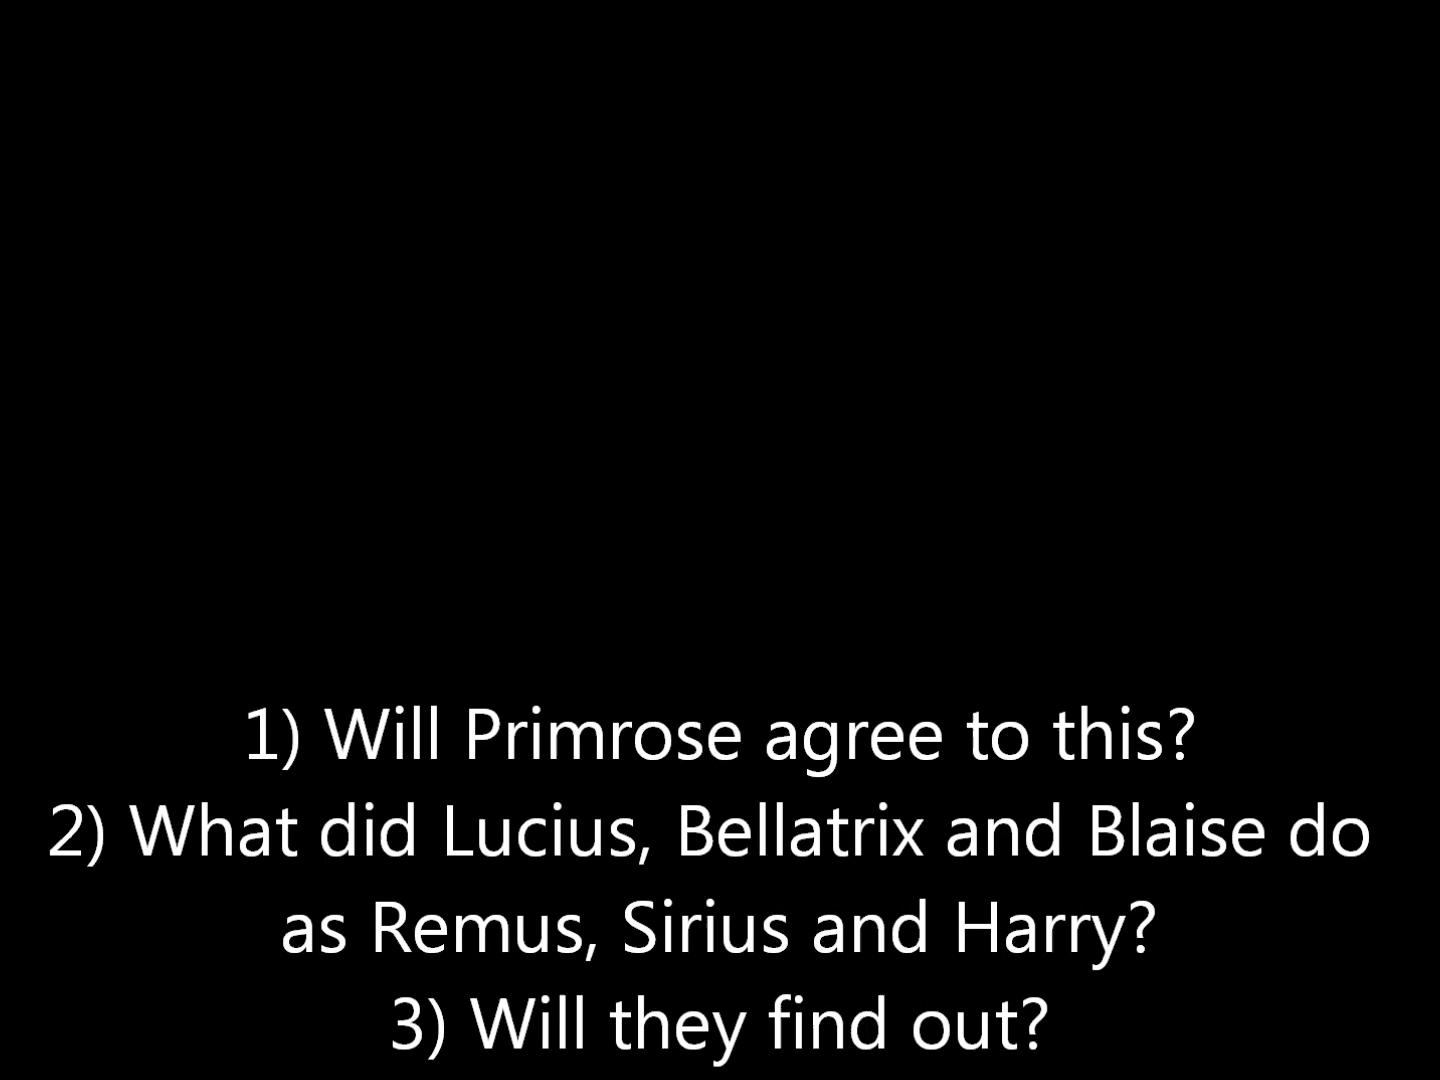 1) Will Primrose agree to this?
2) What did Lucius, Bellatrix and Blaise do
as Remus, Sirius and Harry?
3) Will they find out?